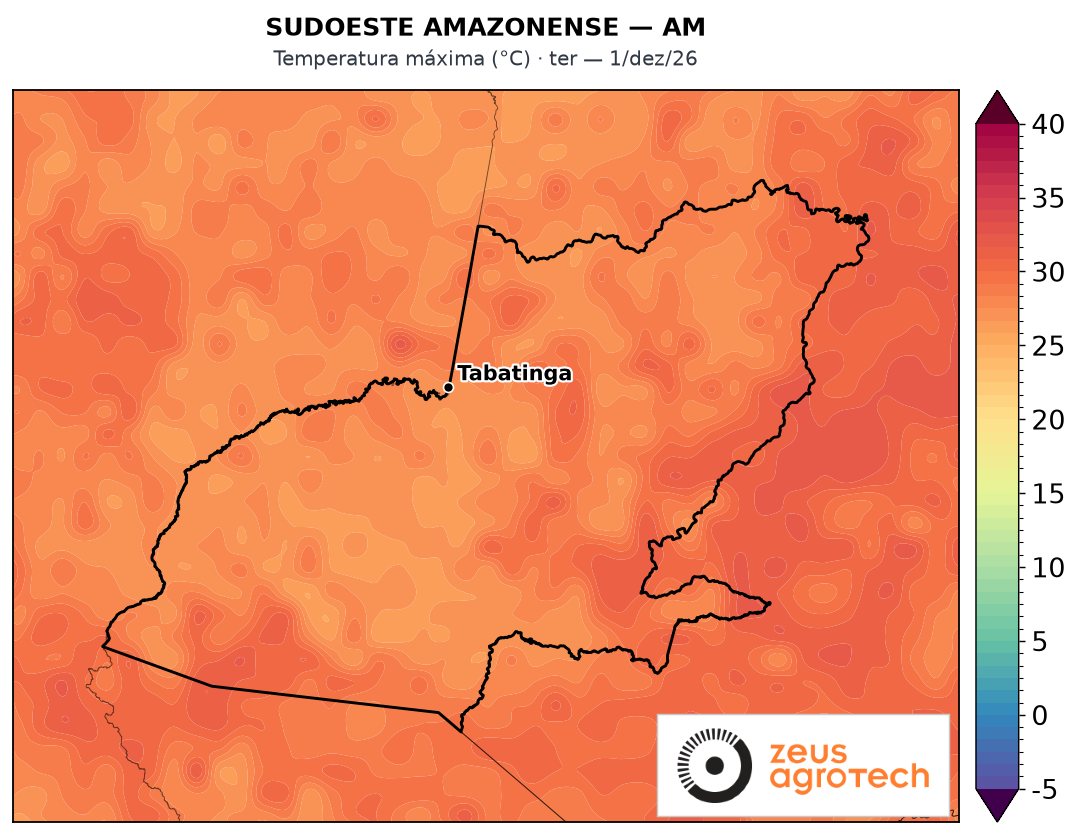 SUDOESTE AMAZONENSE — AM
Temperatura máxima (°C) · ter — 1/dez/26
Tabatinga
40
35
30
25
20
15
10
5
0
-5
zeus
agrotech